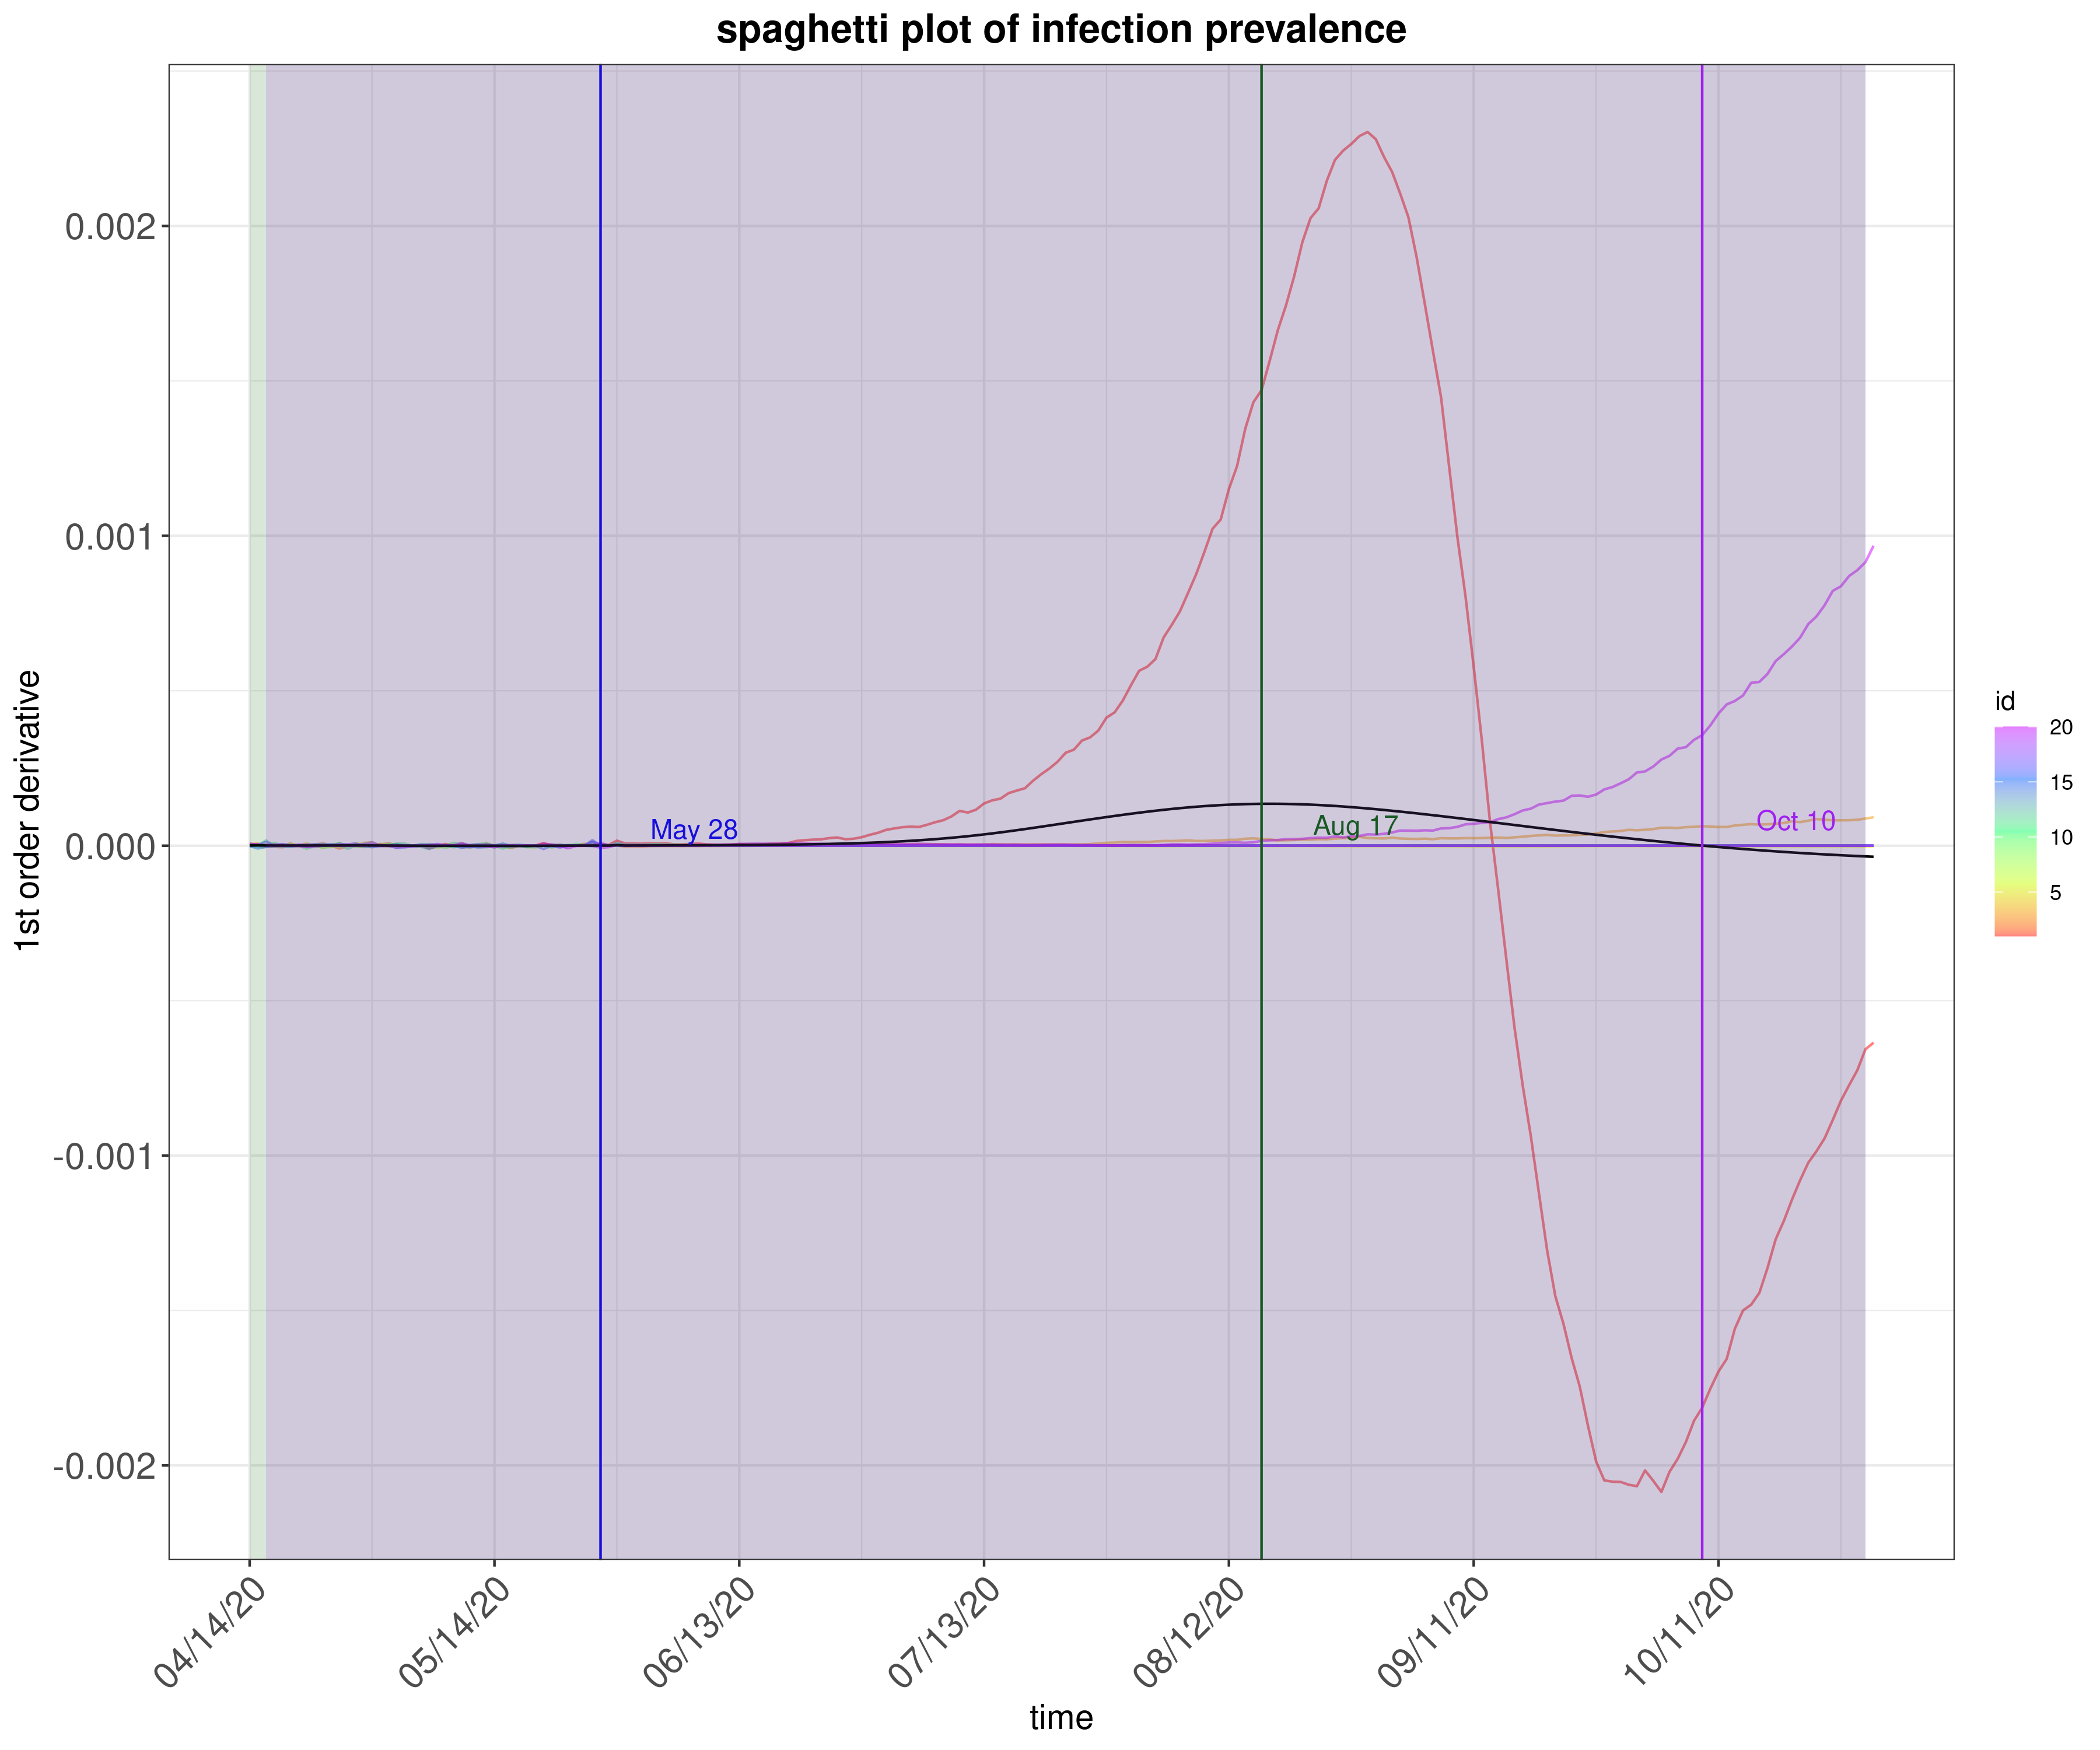 spaghetti plot of infection prevalence
1st order derivative
0.002
0.001
0.000
-0.001
-0.002
May 28
Aug 17
Oct 10
id
20
15
10
5
04/14/20
05/14/20
06/13/20
07/13/20
08/12/20
09/11/20
10/11/20
time